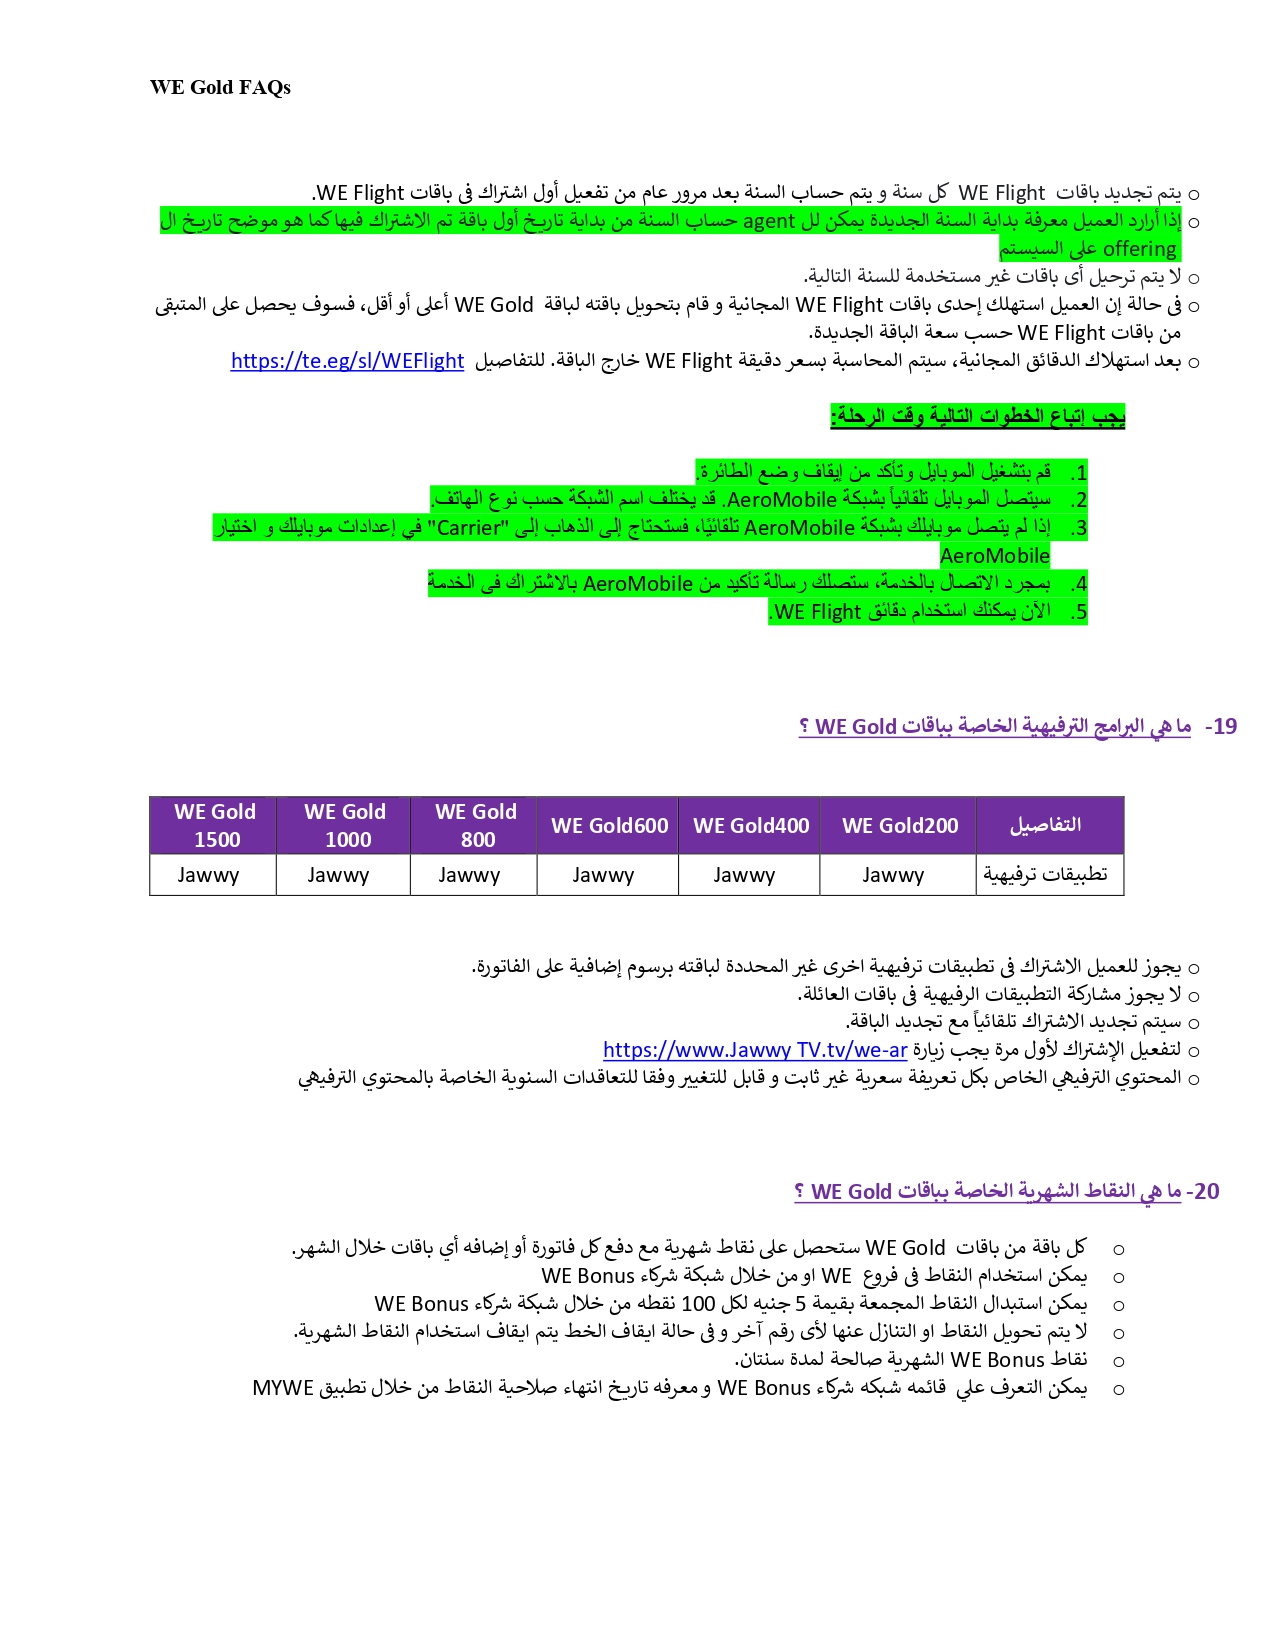 WE Gold FAQs
o يتم تجديد باقات WE Flight كل سنة و يتم حساب السنة بعد مرور عام من تفعيل أول اشتراك فى باقات WE Flight.
o إذا أرارد العميل معرفة بداية السنة الجديدة يمكن لل agent حساب السنة من بداية تاريخ أول باقة تم الاشتراك فيها كما هو موضح تاريخ ال
offering على السيستم
o لا يتم ترحيل أى باقات غير مستخدمة للسنة التالية.
o فى حالة إن العميل استهلك إحدى باقات WE Flight المجانية و قام بتحويل باقته لباقة WE Gold أعلى أو أقل، فسوف يحصل على المتبقى
من باقات WE Flight حسب سعة الباقة الجديدة.
o بعد استهلاك الدقائق المجانية، سيتم المحاسبة بسعر دقيقة WE Flight خارج الباقة. للتفاصيل https://te.eg/sl/WEFlight
يجب إتباع الخطوات التالية وقت الرحلة:
1. قم بتشغيل الموبايل وتأكد من إيقاف وضع الطائرة.
2. سيتصل الموبايل تلقائياً بشبكة AeroMobile. قد يختلف اسم الشبكة حسب نوع الهاتف.
3. إذا لم يتصل موبايلك بشبكة AeroMobile تلقائيًا، فستحتاج إلى الذهاب إلى "Carrier" في إعدادات موبايلك و اختيار
AeroMobile
4. بمجرد الاتصال بالخدمة، ستصلك رسالة تأكيد من AeroMobile بالاشتراك فى الخدمة
5. الآن يمكنك استخدام دقائق WE Flight.
19- ما هي البرامج الترفيهية الخاصة بباقات WE Gold ؟
التفاصيل WE Gold200 WE Gold400 WE Gold600 WE Gold 800 WE Gold 1000 WE Gold 1500
تطبيقات ترفيهية Jawwy Jawwy Jawwy Jawwy Jawwy Jawwy
o يجوز للعميل الاشتراك فى تطبيقات ترفيهية اخرى غير المحددة لباقته برسوم إضافية على الفاتورة.
o لا يجوز مشاركة التطبيقات الرفيهية فى باقات العائلة.
o سيتم تجديد الاشتراك تلقائياً مع تجديد الباقة.
o لتفعيل الإشتراك لأول مرة يجب زيارة https://www.Jawwy TV.tv/we-ar
o المحتوي الترفيهي الخاص بكل تعريفة سعرية غير ثابت و قابل للتغيير وفقا للتعاقدات السنوية الخاصة بالمحتوي الترفيهي
20- ما هي النقاط الشهرية الخاصة بباقات WE Gold ؟
o كل باقة من باقات WE Gold ستحصل على نقاط شهرية مع دفع كل فاتورة أو إضافه أي باقات خلال الشهر.
o يمكن استخدام النقاط فى فروع WE او من خلال شبكة شركاء WE Bonus
o يمكن استبدال النقاط المجمعة بقيمة 5 جنيه لكل 100 نقطه من خلال شبكة شركاء WE Bonus
o لا يتم تحويل النقاط او التنازل عنها لأى رقم آخر و فى حالة ايقاف الخط يتم ايقاف استخدام النقاط الشهرية.
o نقاط WE Bonus الشهرية صالحة لمدة سنتان.
o يمكن التعرف علي قائمه شبكه شركاء WE Bonus و معرفه تاريخ انتهاء صلاحية النقاط من خلال تطبيق MYWE